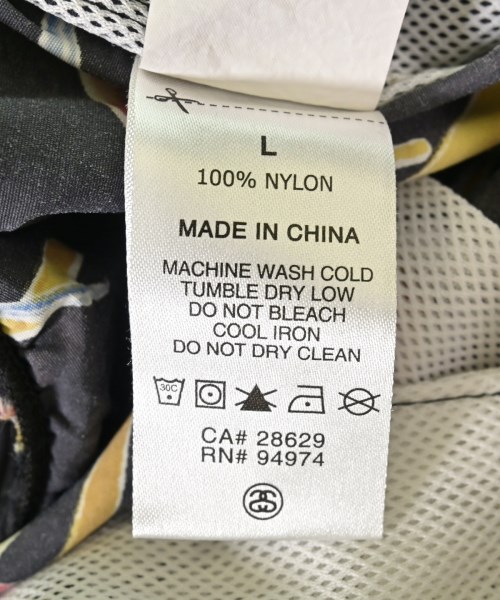 L
100% NYLON
MADE IN CHINA
MACHINE WASH COLD
TUMBLE DRY LOW
DO NOT BLEACH
COOL IRON
DO NOT DRY CLEAN
30C
CA# 28629
RN# 94974